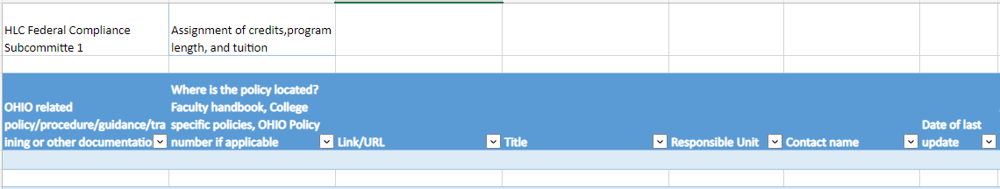 HLC Federal Compliance
Subcommitte 1
Assignment of credits,program
length, and tuition
OHIO related
policy/procedure/guidance/tra
ining or other documentatio
Where is the policy located?
Faculty handbook, College
specific policies, OHIO Policy
number if applicable
Link/URL
Title
Responsible Unit
Contact name
Date of last
update